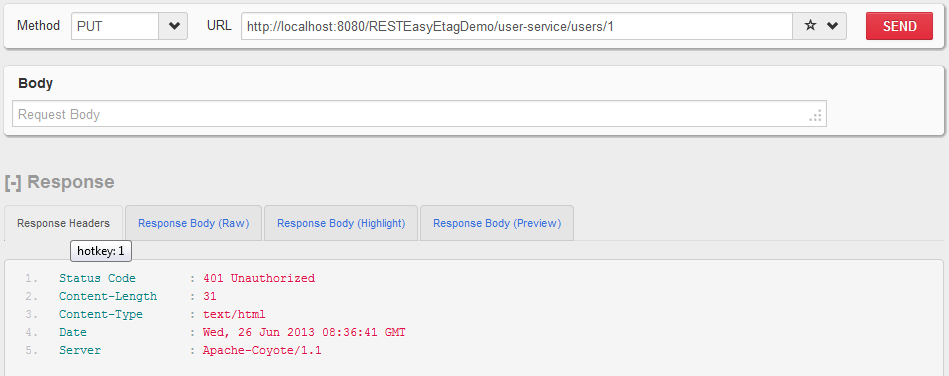 Method PUT URL http://localhost:8080/RESTEasyEtagDemo/user-service/users/1 SEND
Body
Request Body
[-] Response
Response Headers Response Body (Raw) Response Body (Highlight) Response Body (Preview)
hotkey: 1
1. Status Code : 401 Unauthorized
2. Content-Length : 31
3. Content-Type : text/html
4. Date : Wed, 26 Jun 2013 08:36:41 GMT
5. Server : Apache-Coyote/1.1